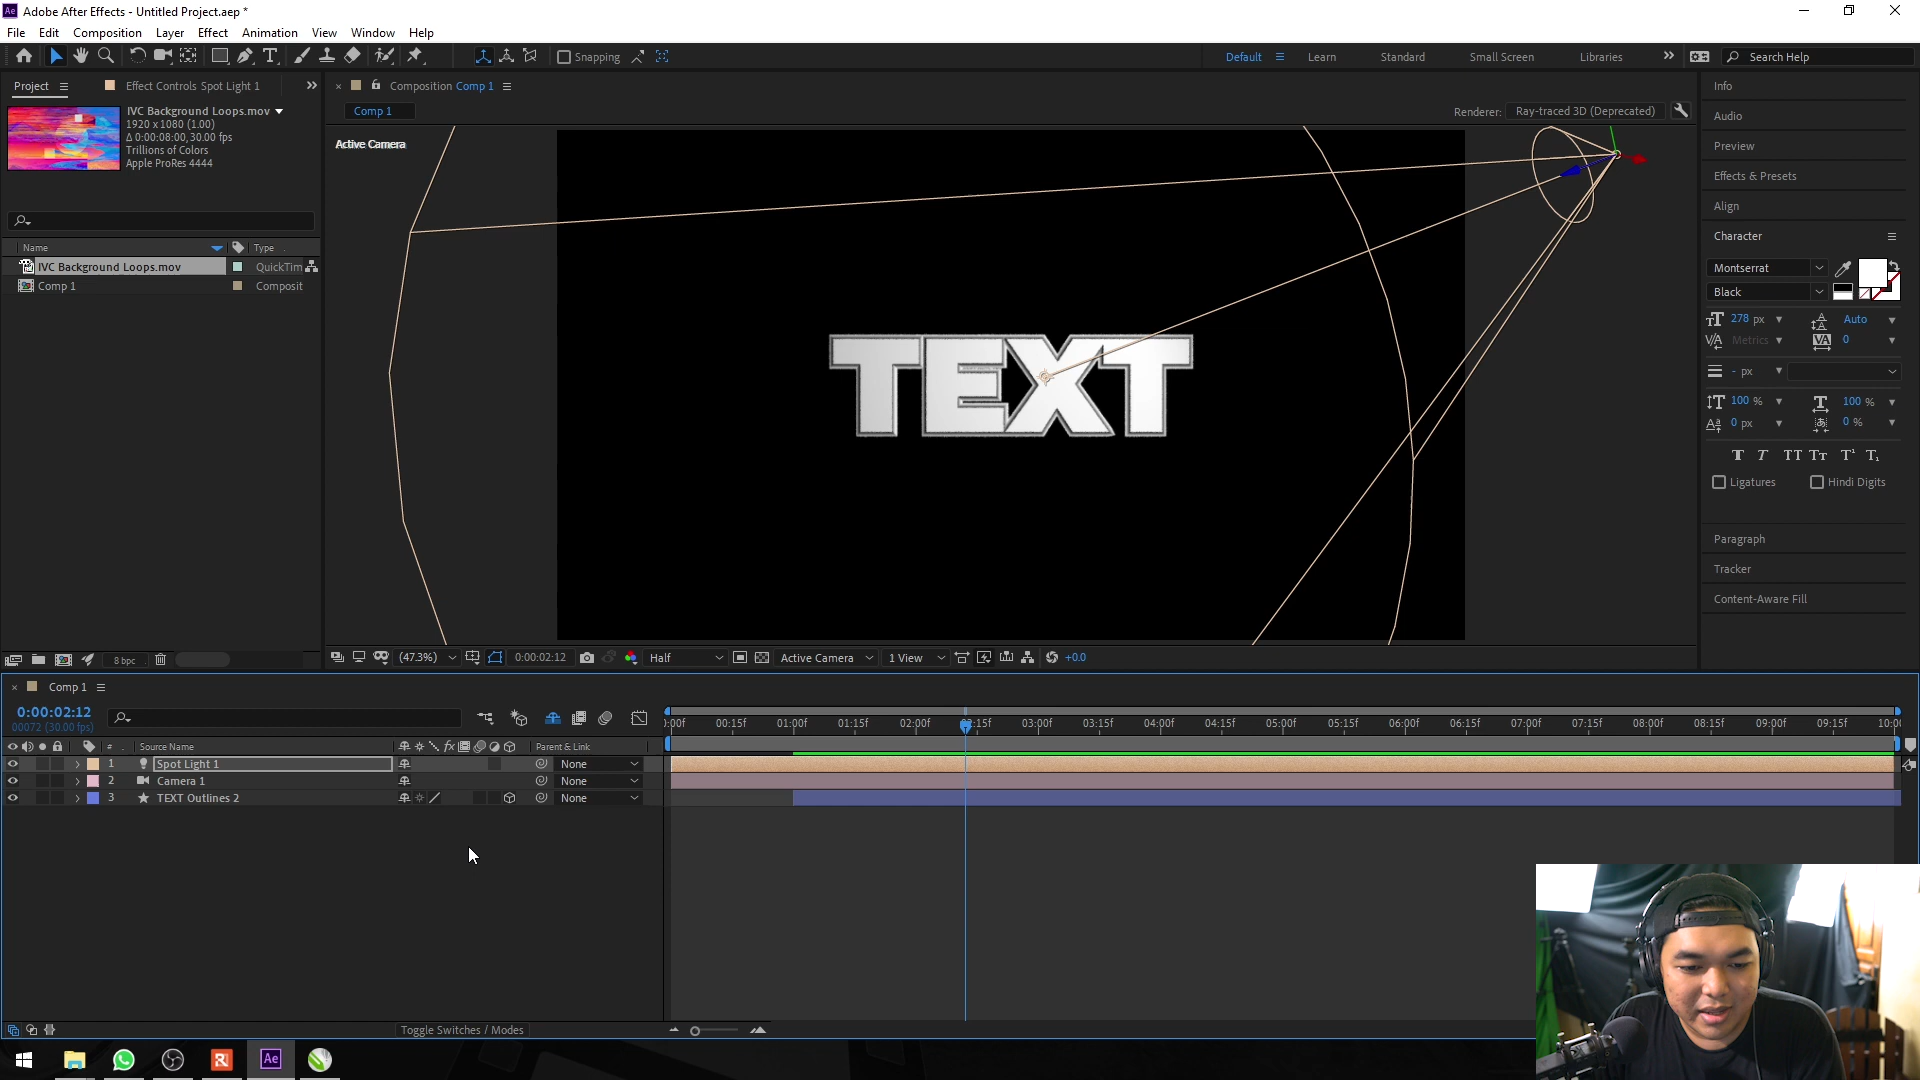 Adobe After Effects - Untitled Project.aep *
File Edit Composition Layer Effect Animation View Window Help
Snapping
Default Learn Standard Small Screen Libraries Search Help
Project Effect Controls Spot Light 1
IVC Background Loops.mov
1920 x 1080 (1.00)
Δ 0:00:08:00, 30.00 fps
Trillions of Colors
Apple ProRes 4444
Name Type
IVC Background Loops.mov QuickTim
Comp 1 Composit
8 bpc
Composition Comp 1
Comp 1
Renderer: Ray-traced 3D (Deprecated)
Active Camera
TEXT
(47.3%) 0:00:02:12 Half Active Camera 1 View +0.0
Info
Audio
Preview
Effects & Presets
Align
Character
Montserrat
Black
278 px Auto
Metrics 0
- px
100 % 100 %
0 px 0 %
Ligatures Hindi Digits
Paragraph
Tracker
Content-Aware Fill
Comp 1
0:00:02:12
00072 (30.00 fps)
# Source Name Parent & Link
1 Spot Light 1 None
2 Camera 1 None
3 TEXT Outlines 2 None
):00f 00:15f 01:00f 01:15f 02:00f 02:15f 03:00f 03:15f 04:00f 04:15f 05:00f 05:15f 06:00f 06:15f 07:00f 07:15f 08:00f 08:15f 09:00f 09:15f 10:00
Toggle Switches / Modes
Ae